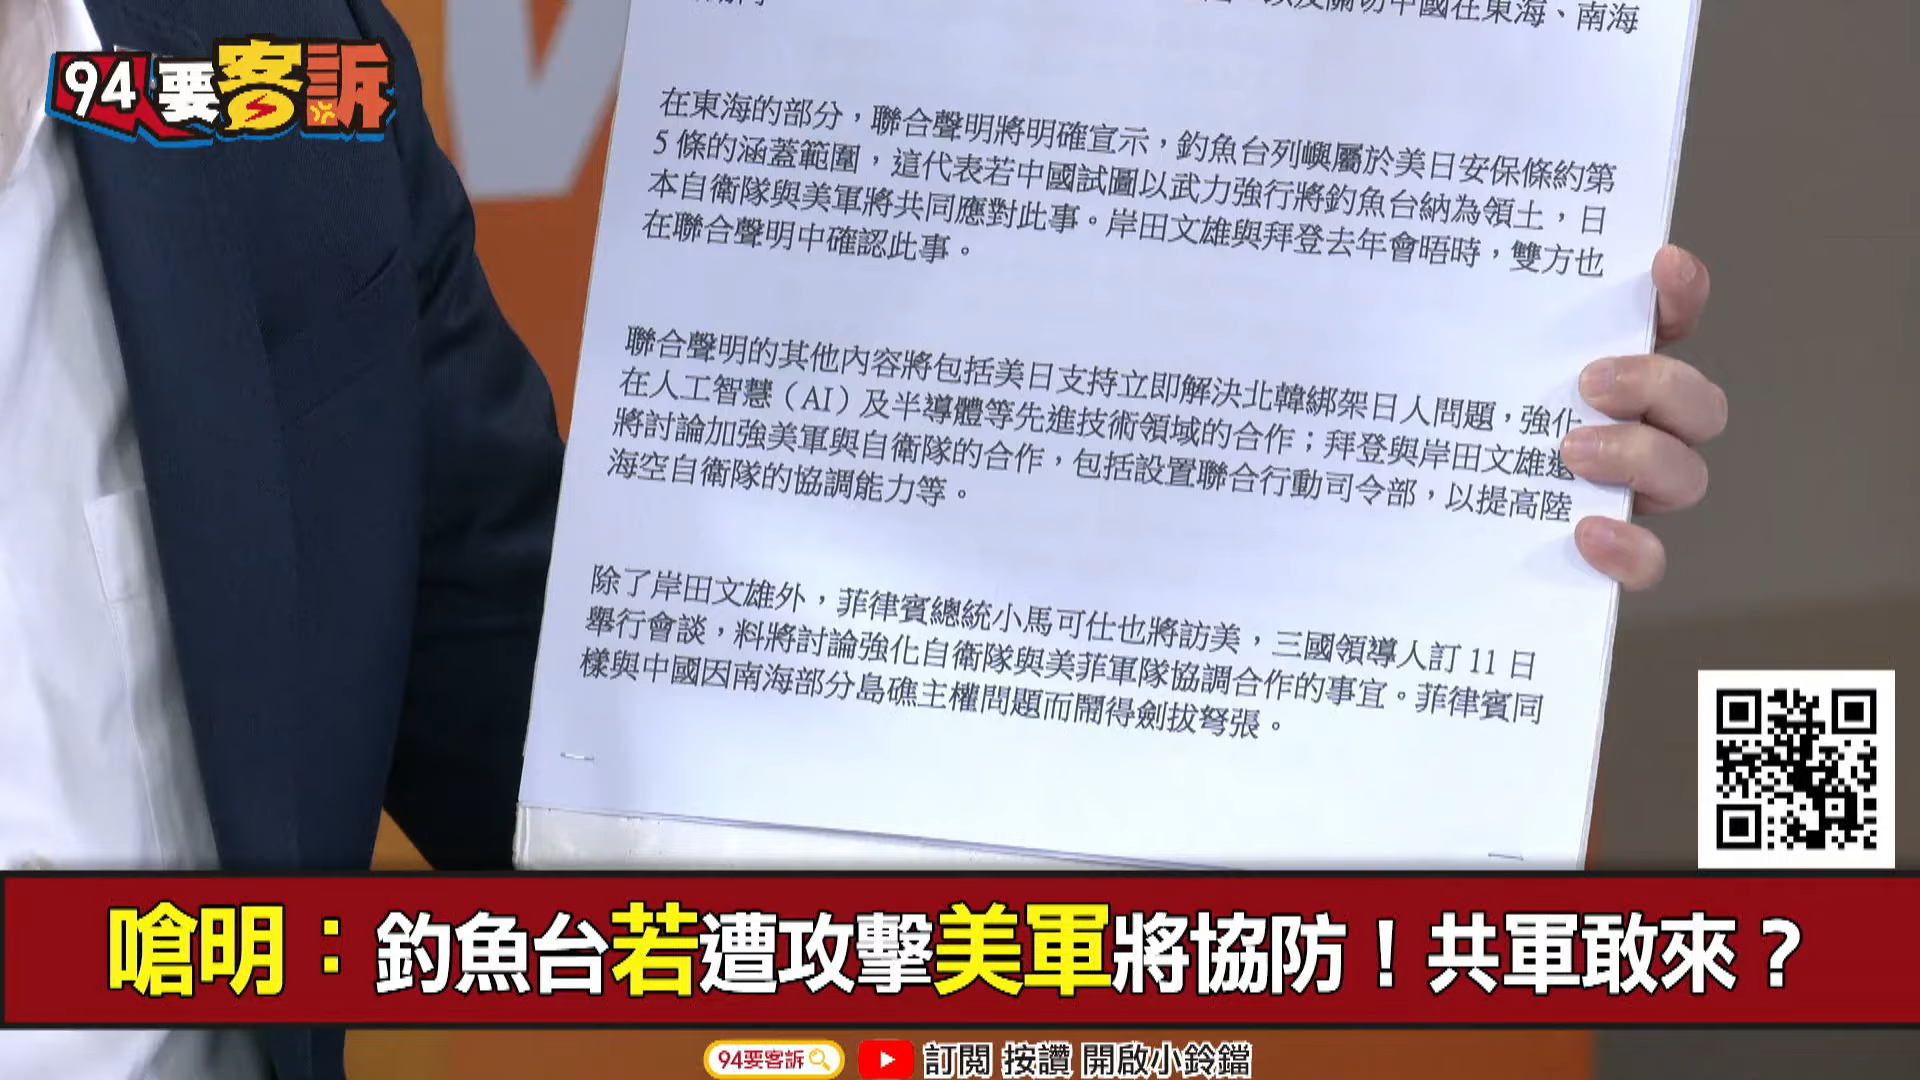 94要客訴
以及關切中國在東海、南海
在東海的部分，聯合聲明將明確宣示，釣魚台列嶼屬於美日安保條約第
5 條的涵蓋範圍，這代表若中國試圖以武力強行將釣魚台納為領土，日
本自衛隊與美軍將共同應對此事。岸田文雄與拜登去年會晤時，雙方也
在聯合聲明中確認此事。
聯合聲明的其他內容將包括美日支持立即解決北韓綁架日人問題，強化
在人工智慧（AI）及半導體等先進技術領域的合作；拜登與岸田文雄還
將討論加強美軍與自衛隊的合作，包括設置聯合行動司令部，以提高陸
海空自衛隊的協調能力等。
除了岸田文雄外，菲律賓總統小馬可仕也將訪美，三國領導人訂 11 日
舉行會談，料將討論強化自衛隊與美菲軍隊協調合作的事宜。菲律賓同
樣與中國因南海部分島礁主權問題而鬧得劍拔弩張。
嗆明：釣魚台若遭攻擊美軍將協防！共軍敢來？
94要客訴 訂閱 按讚 開啟小鈴鐺